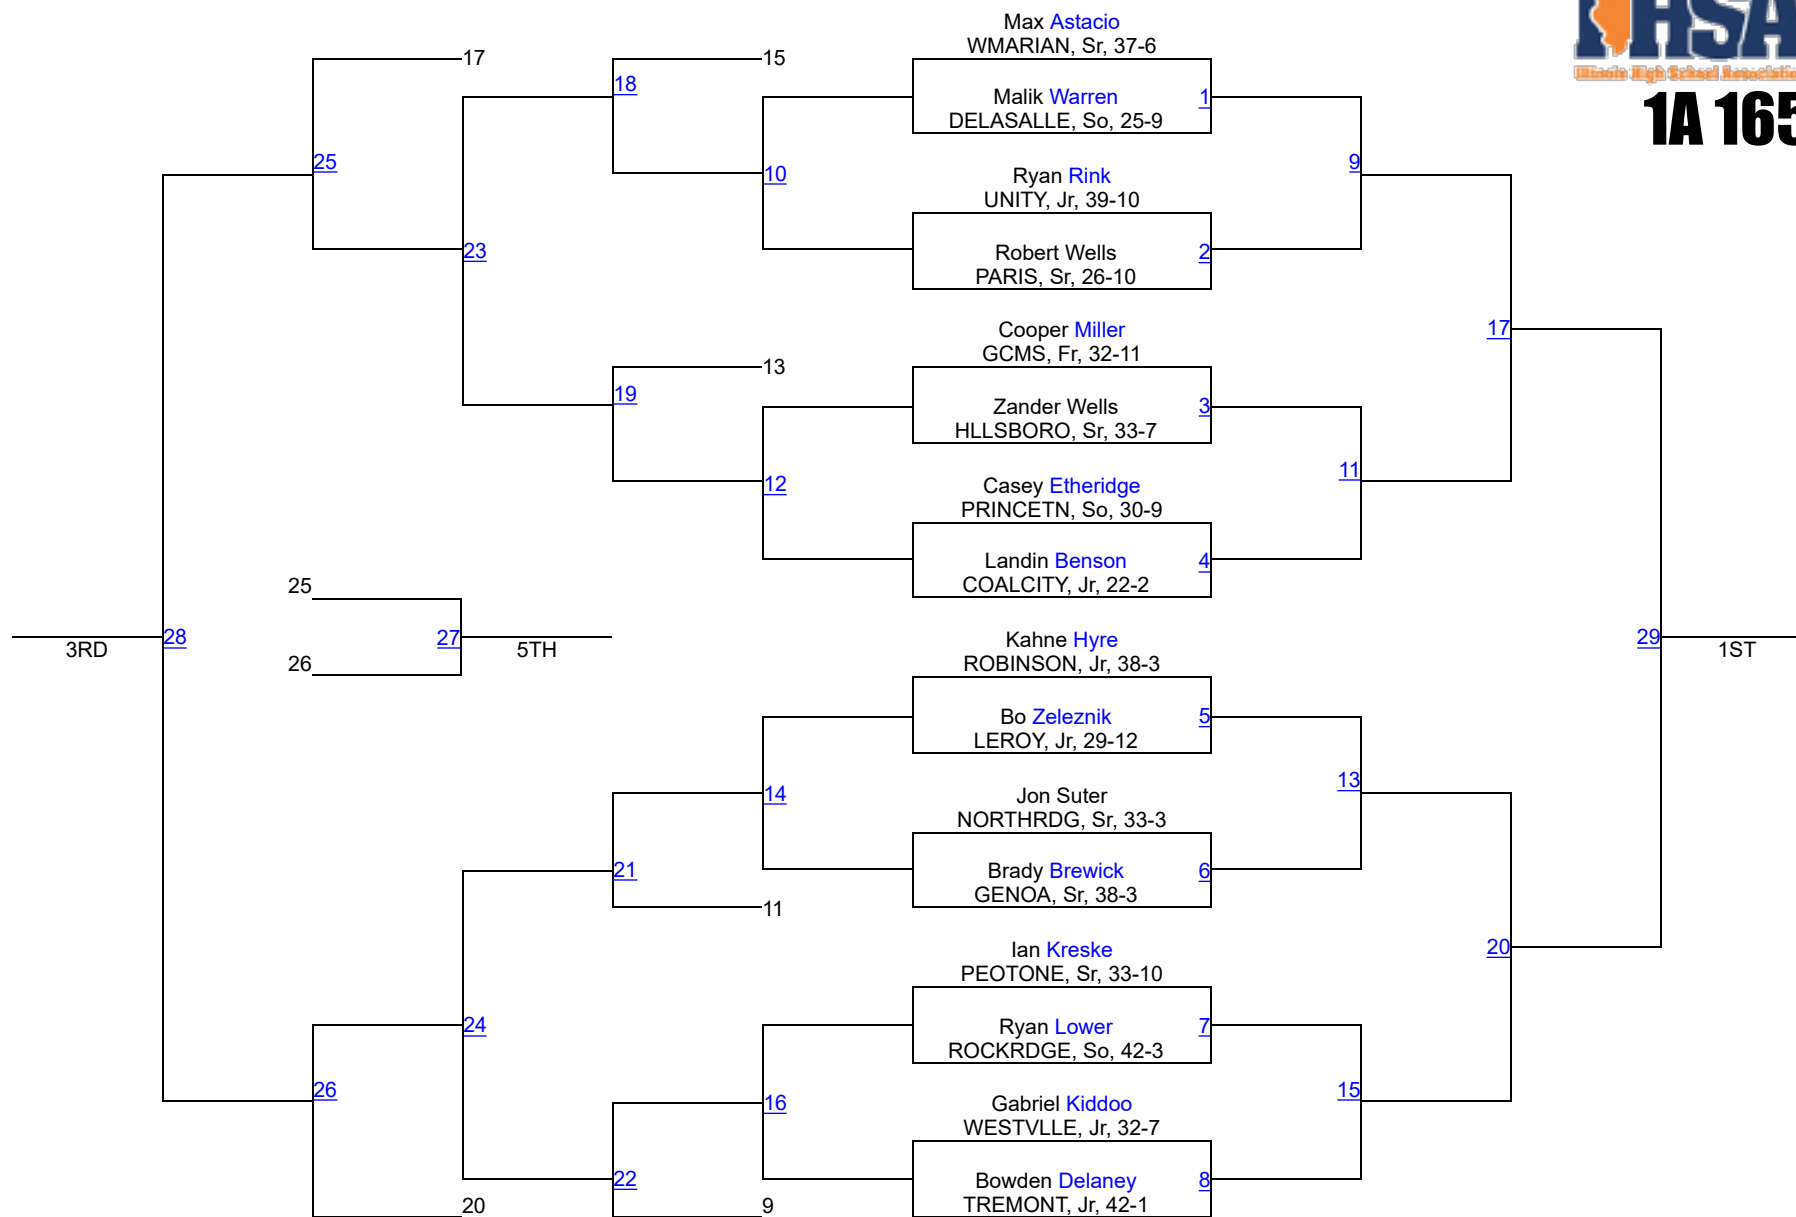 HSA
Illinois High School Associatio
1A 165
Max Astacio
WMARIAN, Sr, 37-6
17
15
18
Malik Warren
1
DELASALLE, So, 25-9
25
10
Ryan Rink
9
UNITY, Jr, 39-10
23
Robert Wells
2
PARIS, Sr, 26-10
Cooper Miller
17
GCMS, Fr, 32-11
13
19
Zander Wells
3
HLLSBORO, Sr, 33-7
12
Casey Etheridge
11
PRINCETN, So, 30-9
Landin Benson
4
COALCITY, Jr, 22-2
25
3RD
28
27
5TH
Kahne Hyre
29
1ST
ROBINSON, Jr, 38-3
26
Bo Zeleznik
5
LEROY, Jr, 29-12
14
Jon Suter
13
NORTHRDG, Sr, 33-3
21
Brady Brewick
6
GENOA, Sr, 38-3
11
Ian Kreske
20
PEOTONE, Sr, 33-10
24
Ryan Lower
7
ROCKRDGE, So, 42-3
26
16
Gabriel Kiddoo
15
WESTVLLE, Jr, 32-7
22
Bowden Delaney
8
TREMONT, Jr, 42-1
20
9